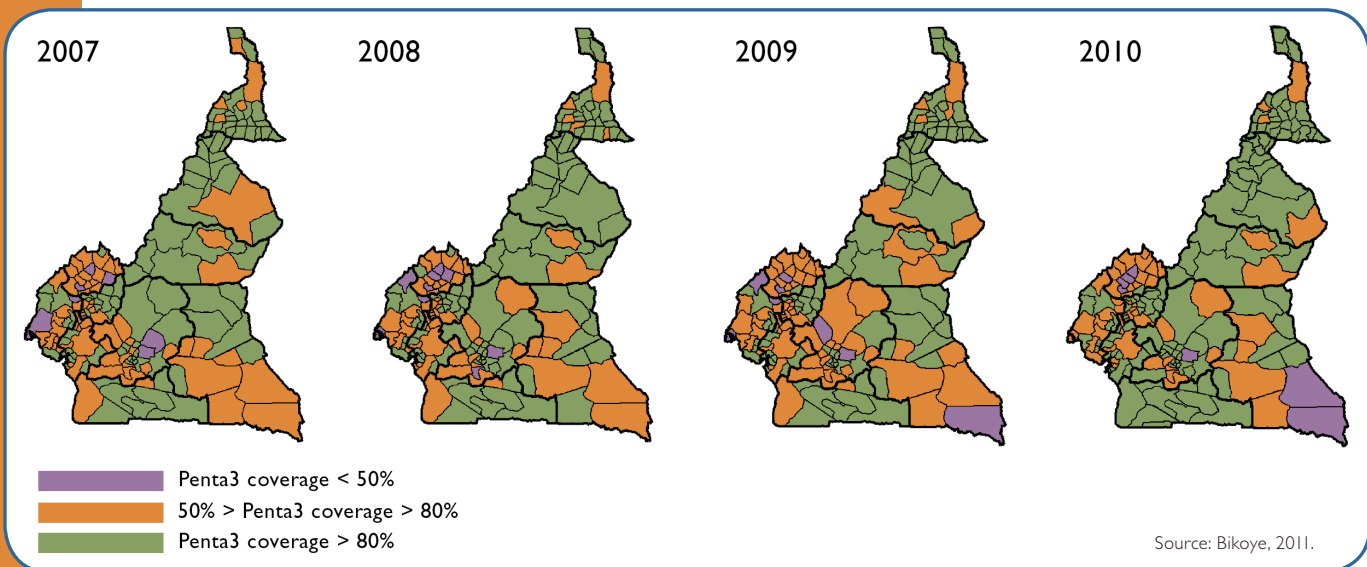 2007
2008
2009
2010
Penta3 coverage < 50%
50% > Penta3 coverage > 80%
Penta3 coverage > 80%
Source: Bikoye, 2011.